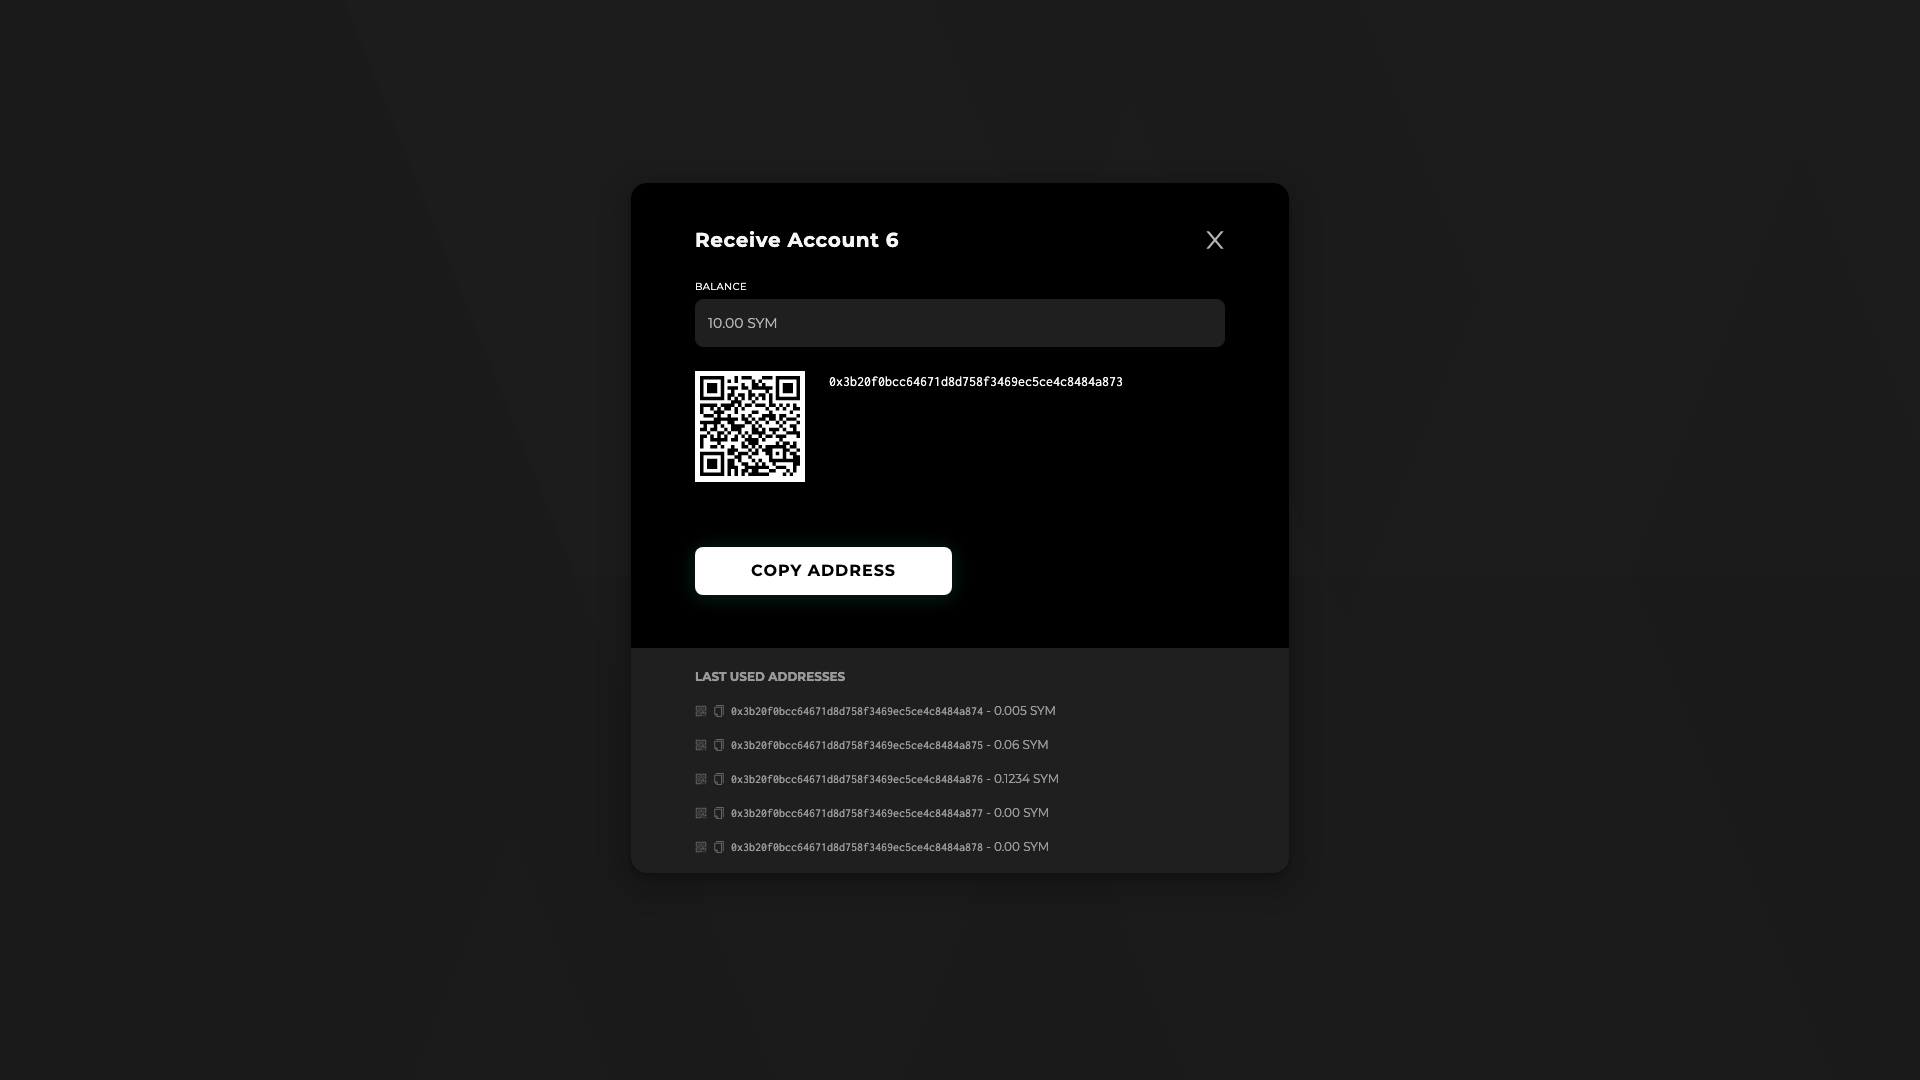 Receive Account 6
BALANCE
10.00 SYM
0x3b20f0bcc64671d8d758f3469ec5ce4c8484a873
COPY ADDRESS
LAST USED ADDRESSES
0x3b20f0bcc64671d8d758f3469ec5ce4c8484a874 - 0.005 SYM
0x3b20f0bcc64671d8d758f3469ec5ce4c8484a875 - 0.06 SYM
0x3b20f0bcc64671d8d758f3469ec5ce4c8484a876 - 0.1234 SYM
0x3b20f0bcc64671d8d758f3469ec5ce4c8484a877 - 0.00 SYM
0x3b20f0bcc64671d8d758f3469ec5ce4c8484a878 - 0.00 SYM